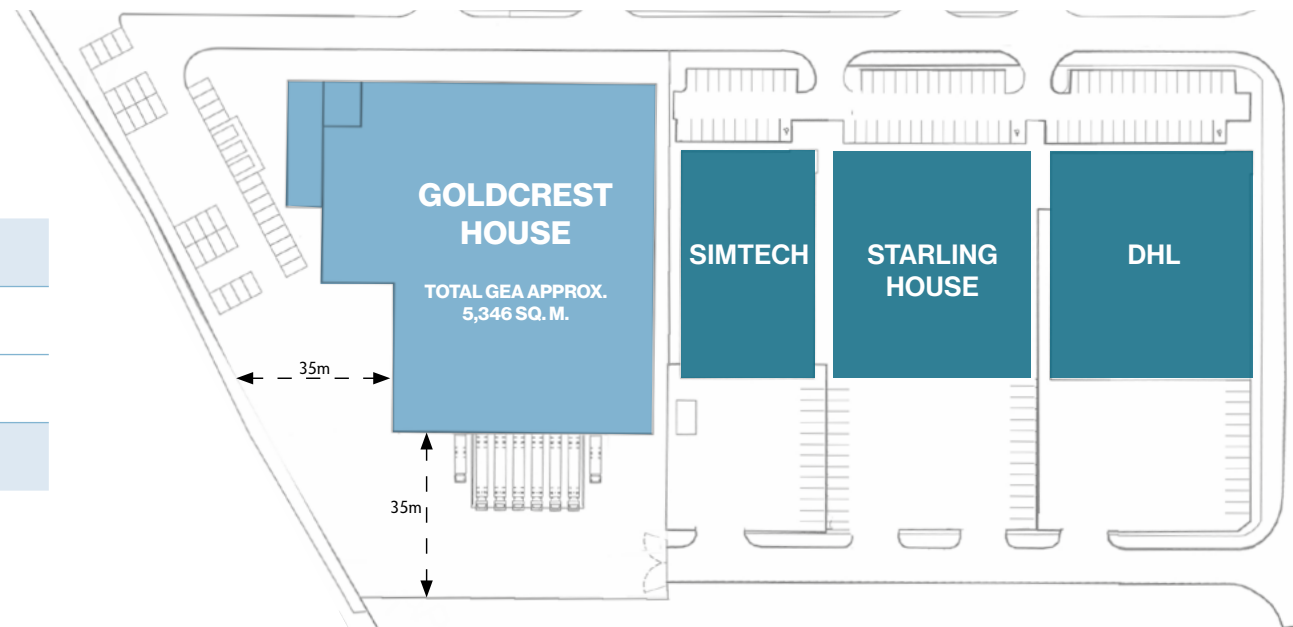 GOLDCREST
HOUSE
TOTAL GEA APPROX.
5,346 SQ. M.
SIMTECH
STARLING
HOUSE
DHL
35m
35m